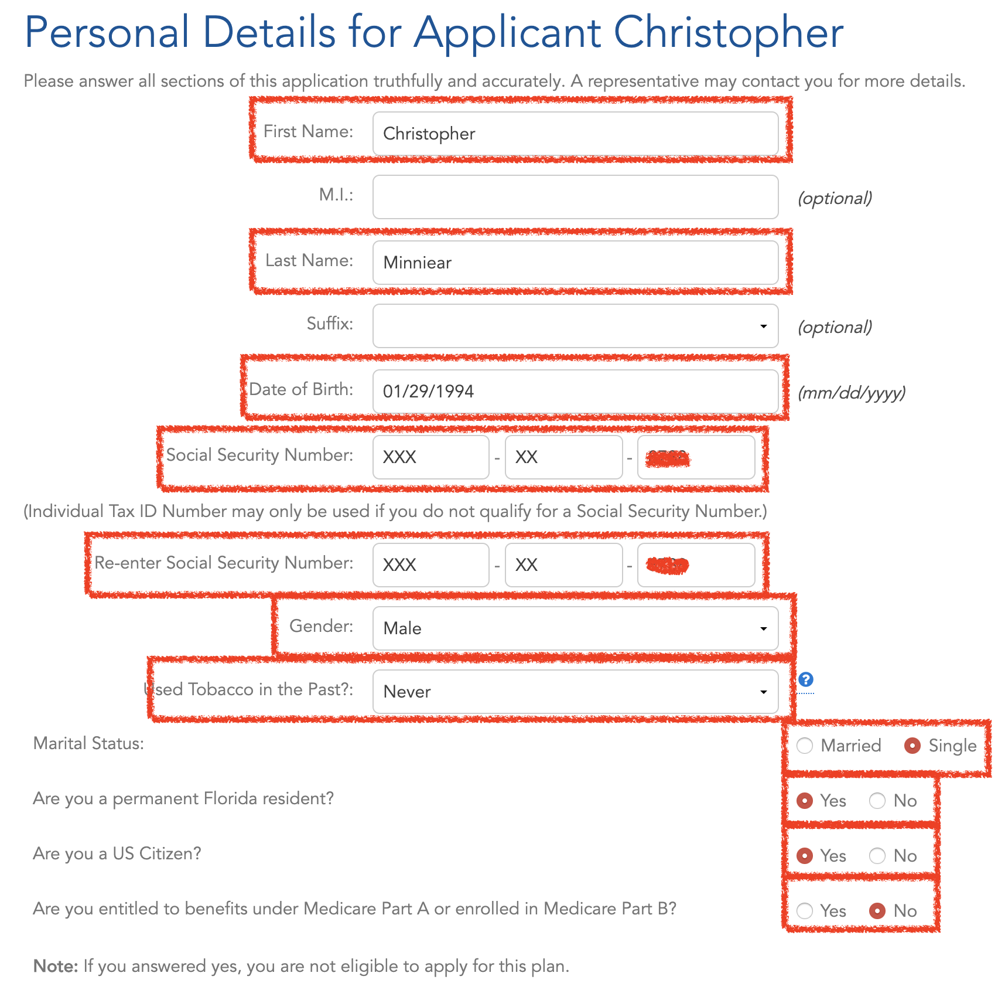 Personal Details for Applicant Christopher
Please answer all sections of this application truthfully and accurately. A representative may contact you for more details.
First Name: Christopher
M.I.: (optional)
Last Name: Minniear
Suffix: (optional)
Date of Birth: 01/29/1994 (mm/dd/yyyy)
Social Security Number: XXX - XX -
(Individual Tax ID Number may only be used if you do not qualify for a Social Security Number.)
Re-enter Social Security Number: XXX - XX -
Gender: Male
Used Tobacco in the Past?: Never ?
Marital Status: Married Single
Are you a permanent Florida resident? Yes No
Are you a US Citizen? Yes No
Are you entitled to benefits under Medicare Part A or enrolled in Medicare Part B? Yes No
Note: If you answered yes, you are not eligible to apply for this plan.